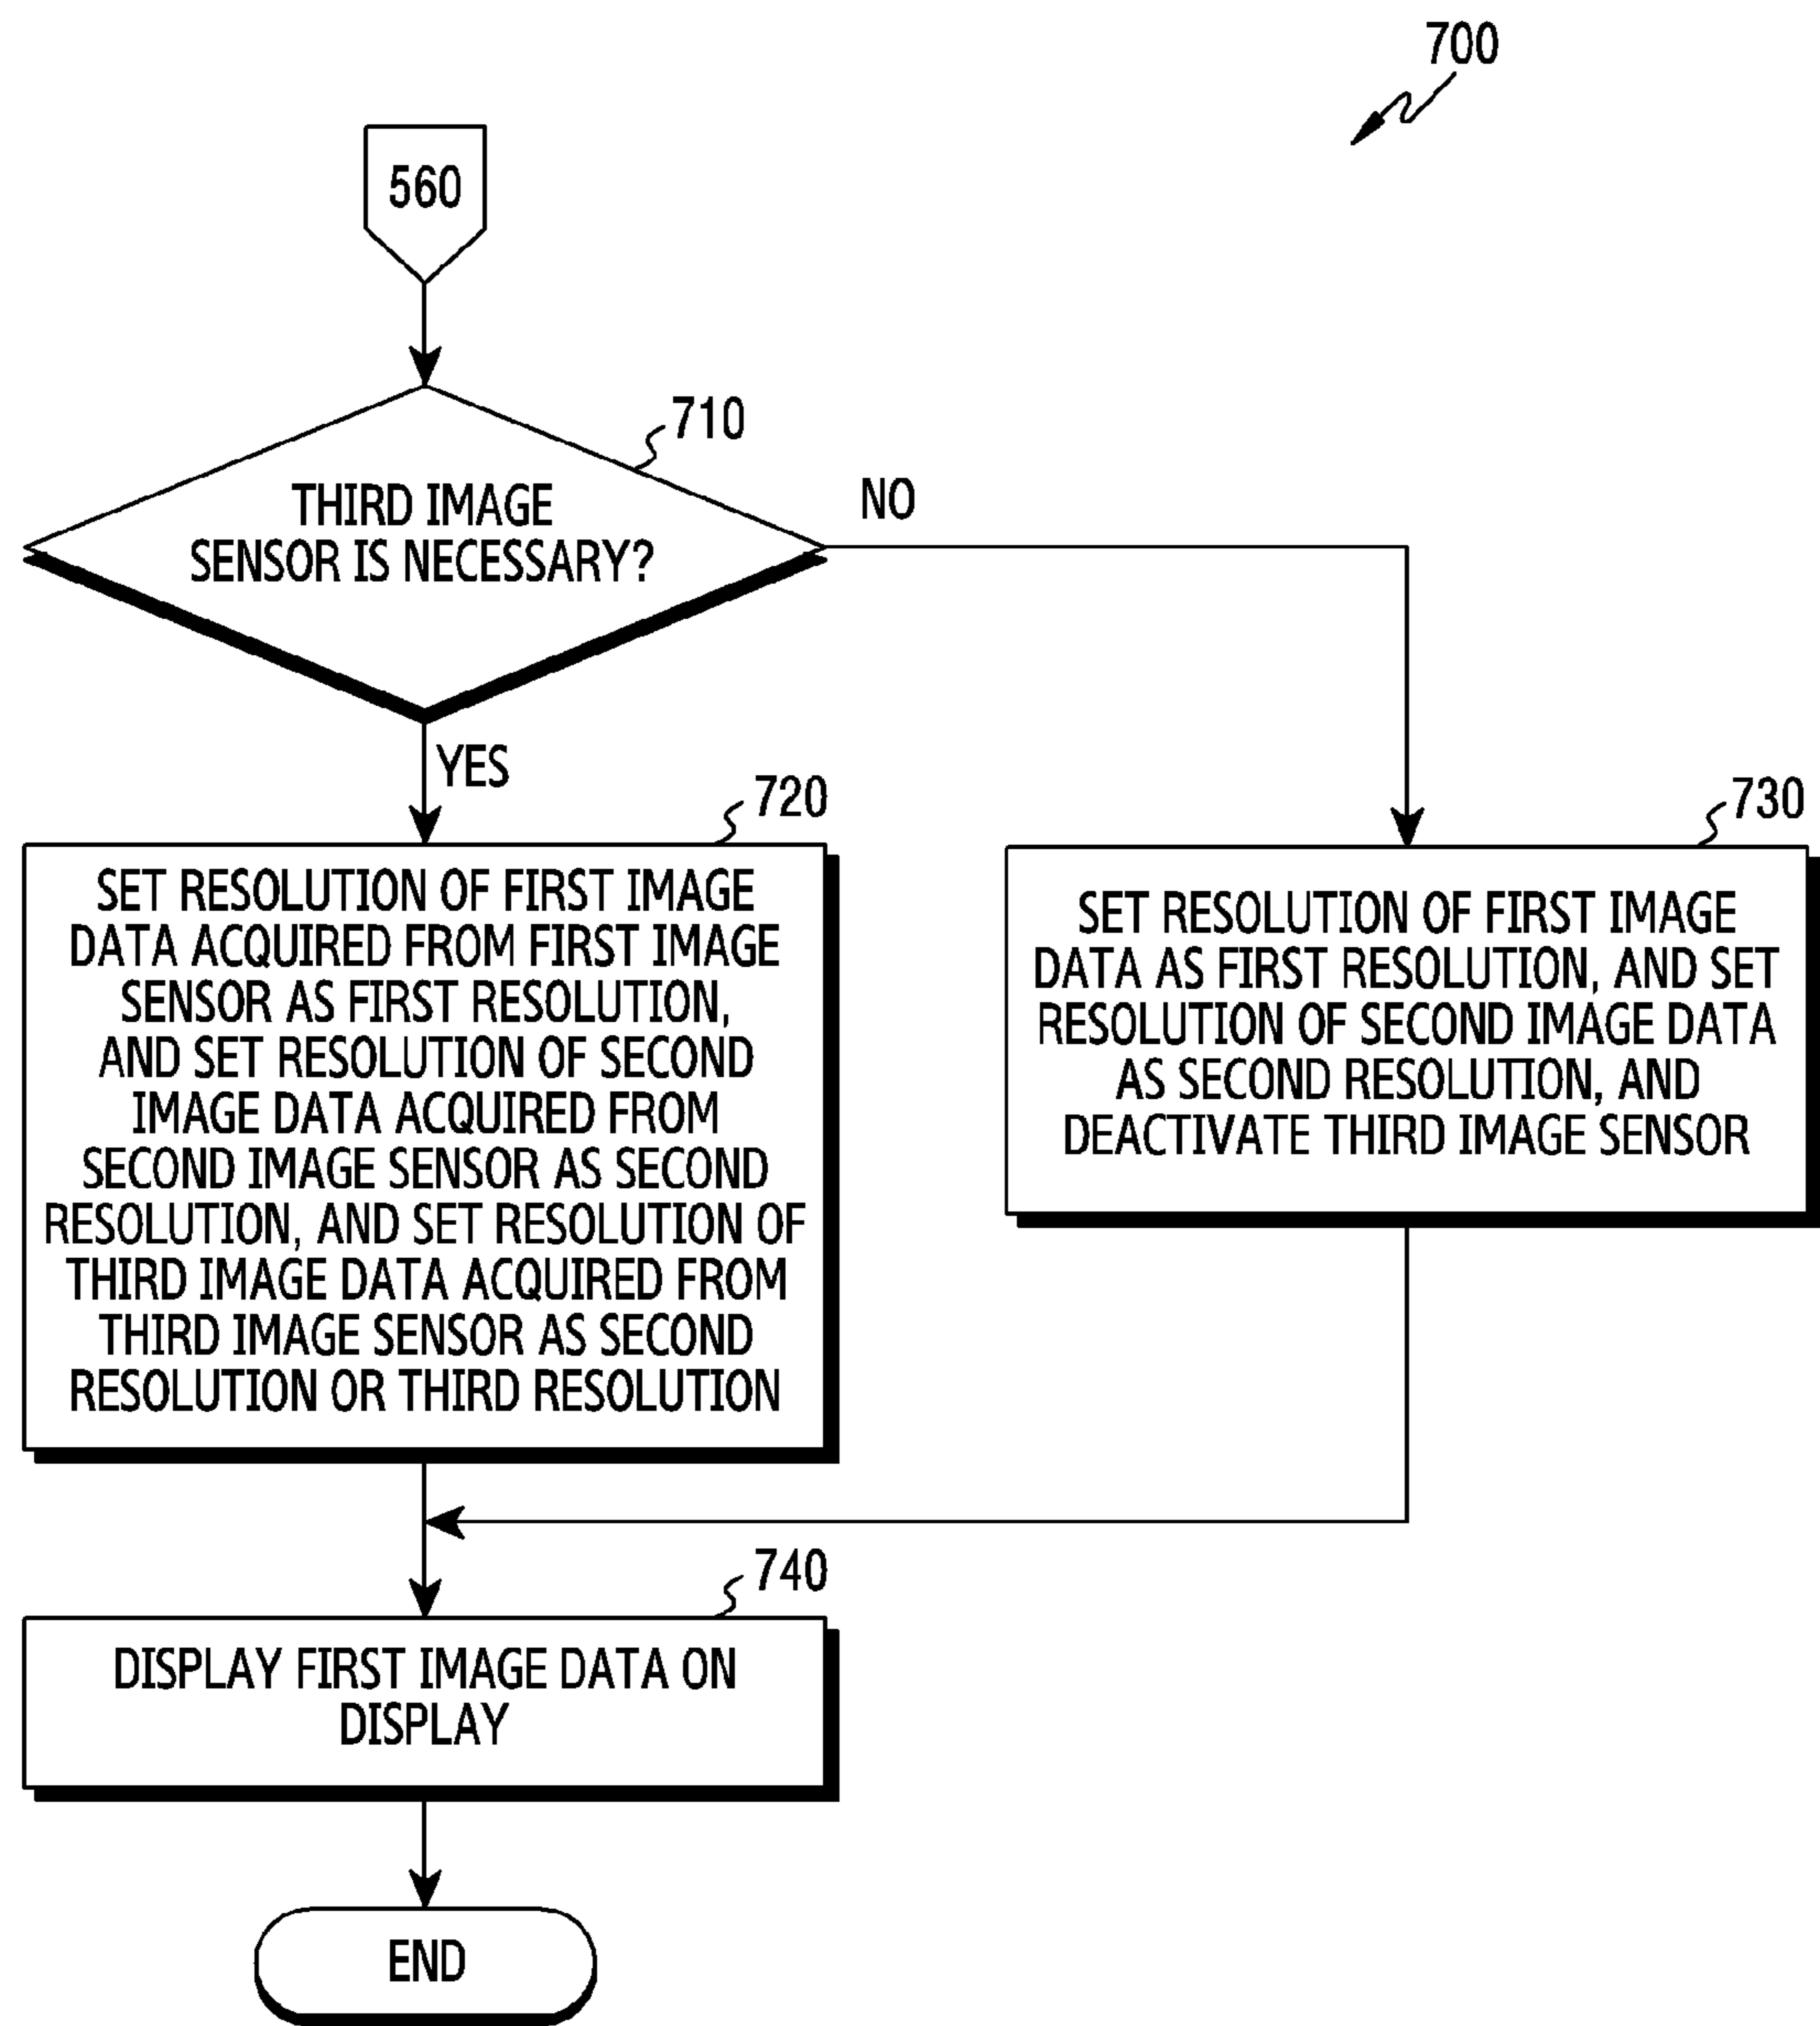 700
560
710
THIRD IMAGE
SENSOR IS NECESSARY?
NO
YES
720
SET RESOLUTION OF FIRST IMAGE
DATA ACQUIRED FROM FIRST IMAGE
SENSOR AS FIRST RESOLUTION,
AND SET RESOLUTION OF SECOND
IMAGE DATA ACQUIRED FROM
SECOND IMAGE SENSOR AS SECOND
RESOLUTION, AND SET RESOLUTION OF
THIRD IMAGE DATA ACQUIRED FROM
THIRD IMAGE SENSOR AS SECOND
RESOLUTION OR THIRD RESOLUTION
730
SET RESOLUTION OF FIRST IMAGE
DATA AS FIRST RESOLUTION, AND SET
RESOLUTION OF SECOND IMAGE DATA
AS SECOND RESOLUTION, AND
DEACTIVATE THIRD IMAGE SENSOR
740
DISPLAY FIRST IMAGE DATA ON
DISPLAY
END